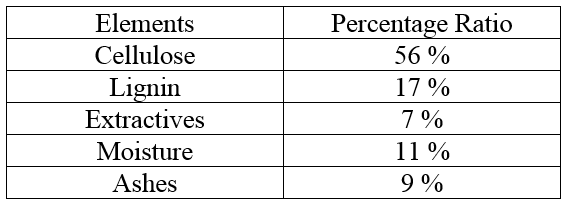 Elements Percentage Ratio
Cellulose 56 %
Lignin 17 %
Extractives 7 %
Moisture 11 %
Ashes 9 %